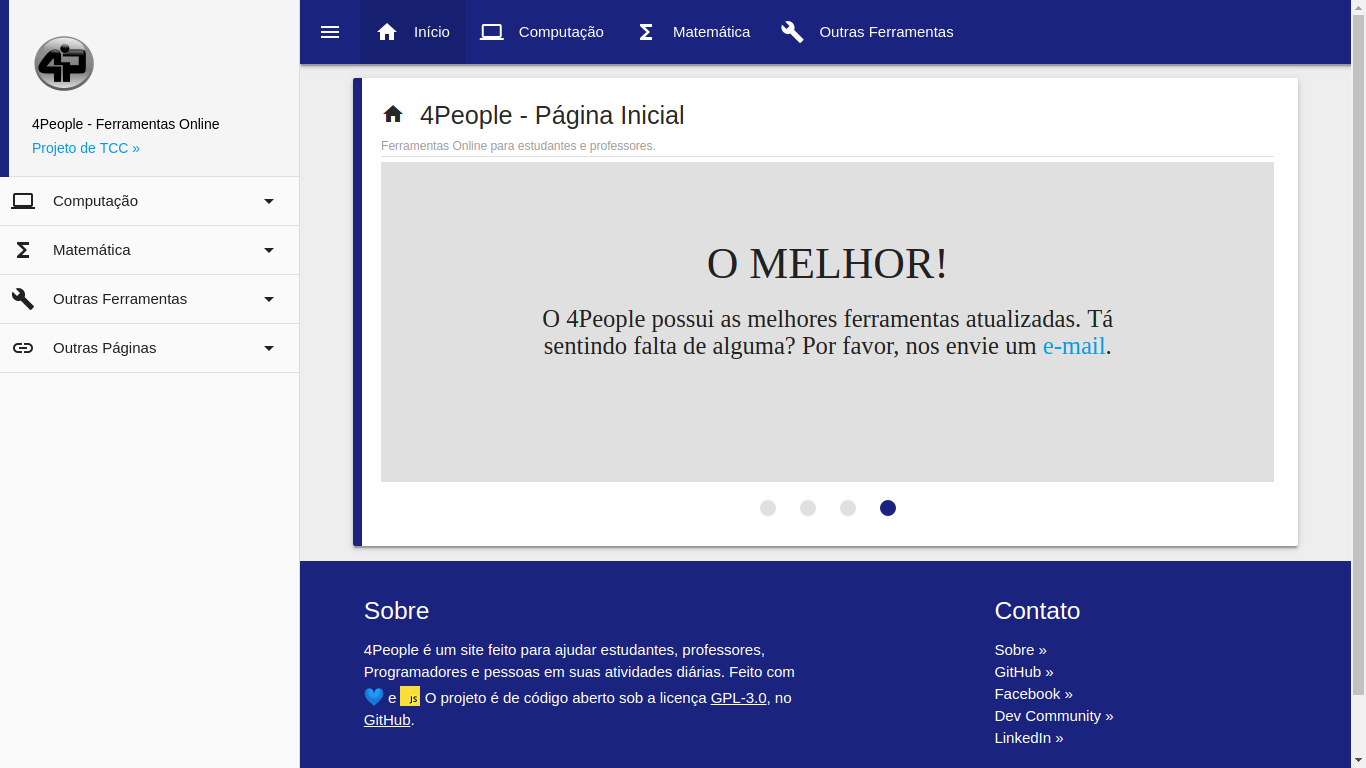 4P
4People - Ferramentas Online
Projeto de TCC »
Computação
Matemática
Outras Ferramentas
Outras Páginas
Início
Computação
Matemática
Outras Ferramentas
4People - Página Inicial
Ferramentas Online para estudantes e professores.
O MELHOR!
O 4People possui as melhores ferramentas atualizadas. Tá
sentindo falta de alguma? Por favor, nos envie um e-mail.
Sobre
4People é um site feito para ajudar estudantes, professores,
Programadores e pessoas em suas atividades diárias. Feito com
💙 e JS O projeto é de código aberto sob a licença GPL-3.0, no
GitHub.
Contato
Sobre »
GitHub »
Facebook »
Dev Community »
LinkedIn »